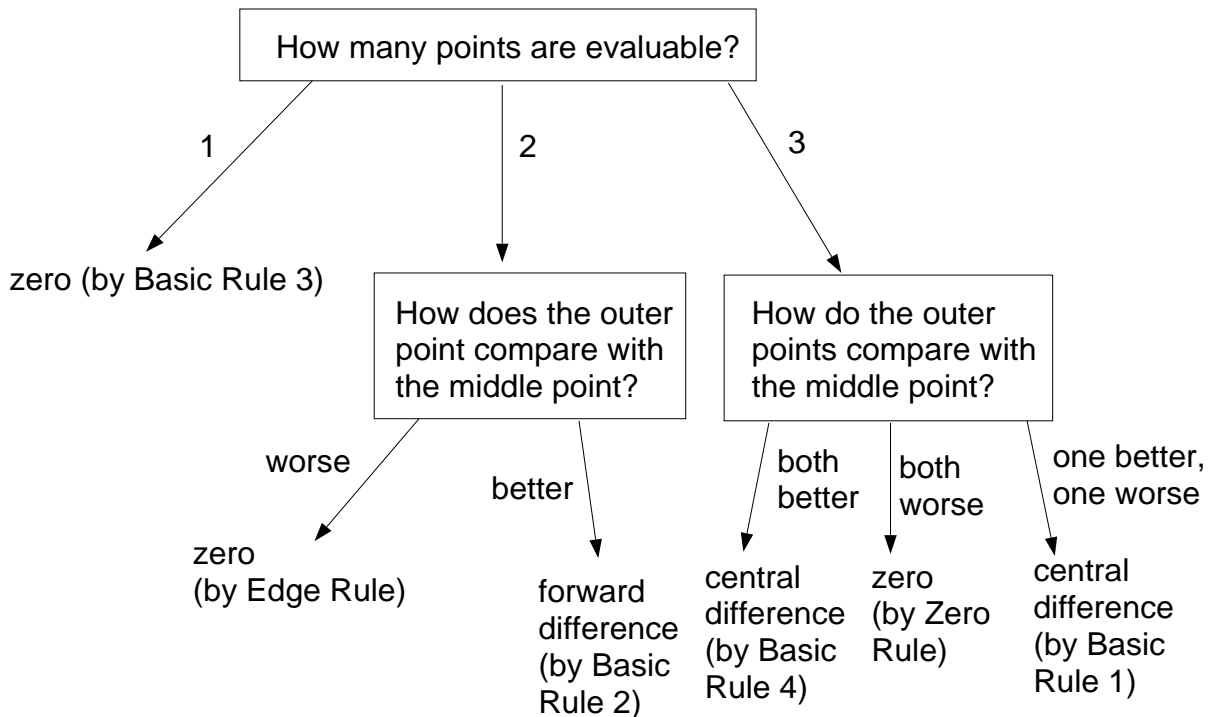 How many points are evaluable?
1
2
3
zero (by Basic Rule 3)
How does the outer
point compare with
the middle point?
How do the outer
points compare with
the middle point?
worse
better
both
better
both
worse
one better,
one worse
zero
(by Edge Rule)
forward
difference
(by Basic
Rule 2)
central
difference
(by Basic
Rule 4)
zero
(by Zero
Rule)
central
difference
(by Basic
Rule 1)